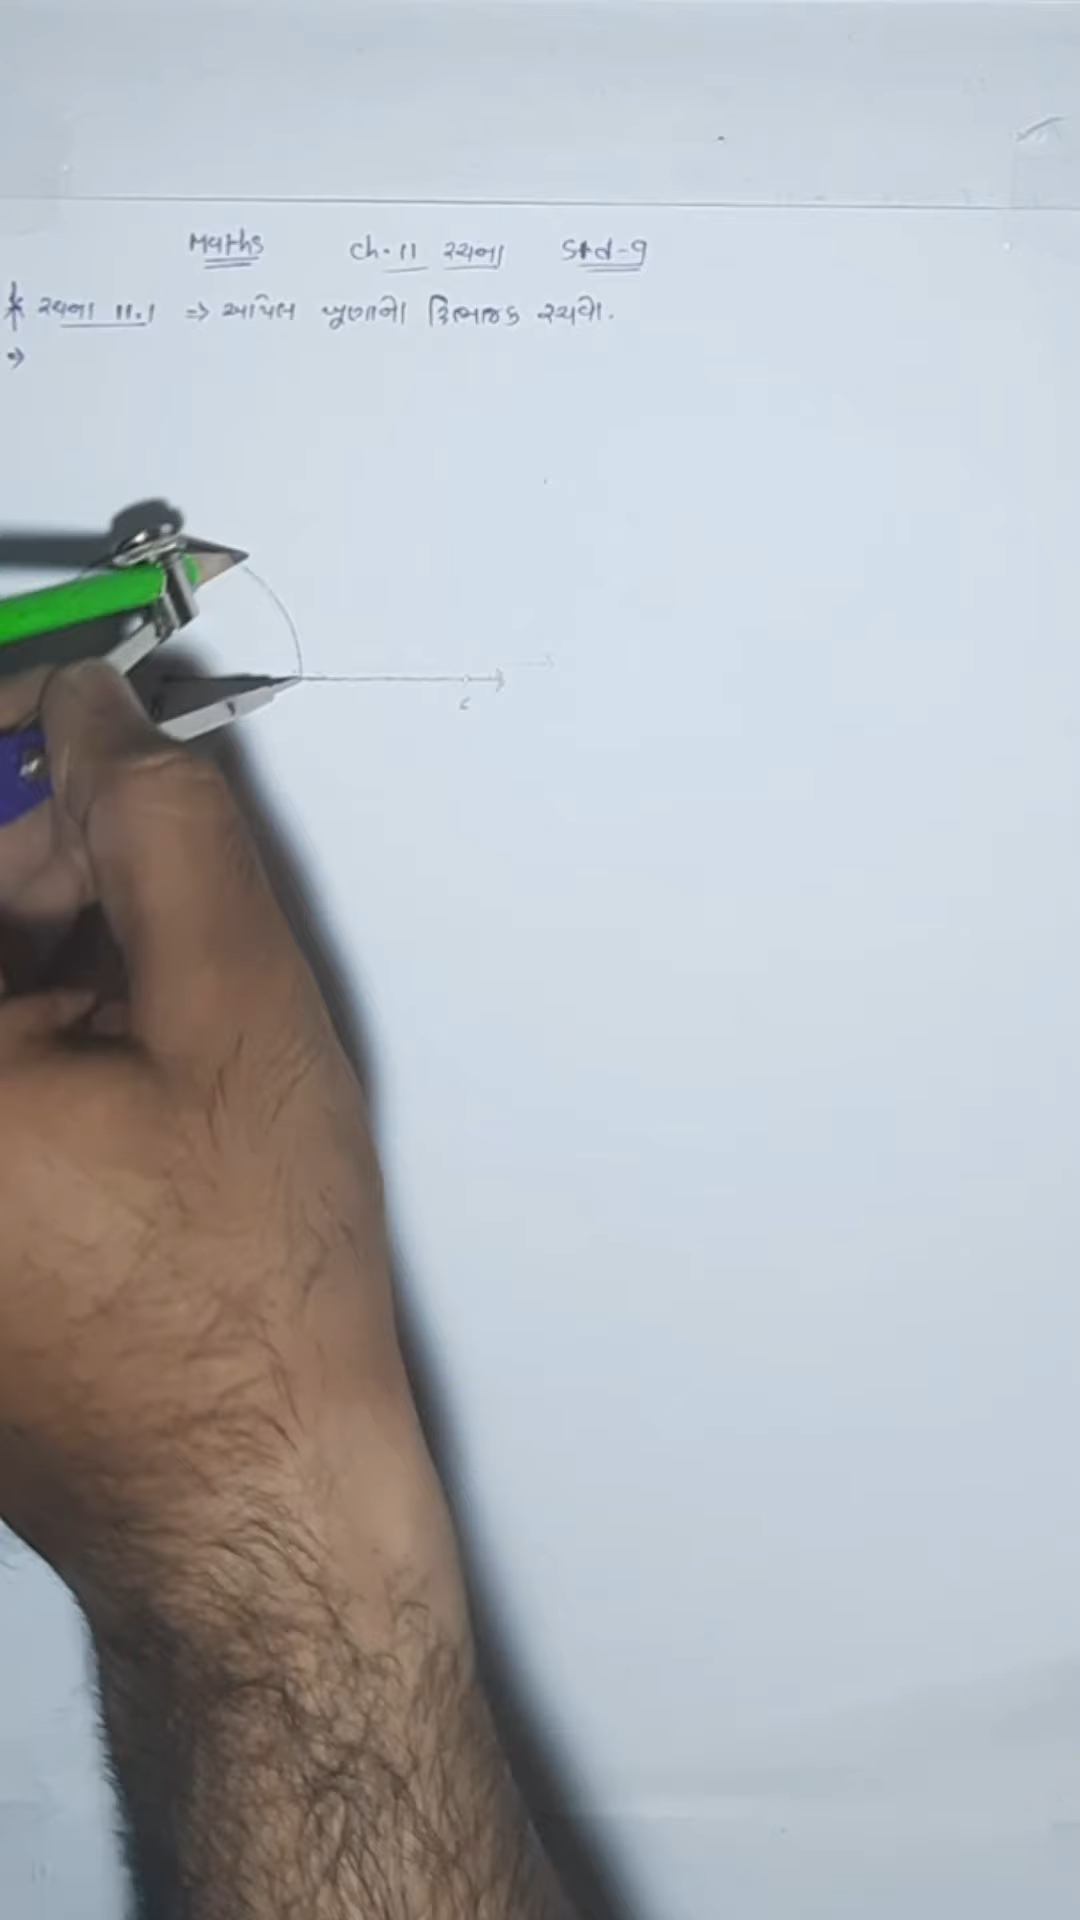 Maths ch.11 રચના Std-9
* રચના 11.1 => આપેલ ખૂણાનો દ્વિભાજક રચવો.
=>
c